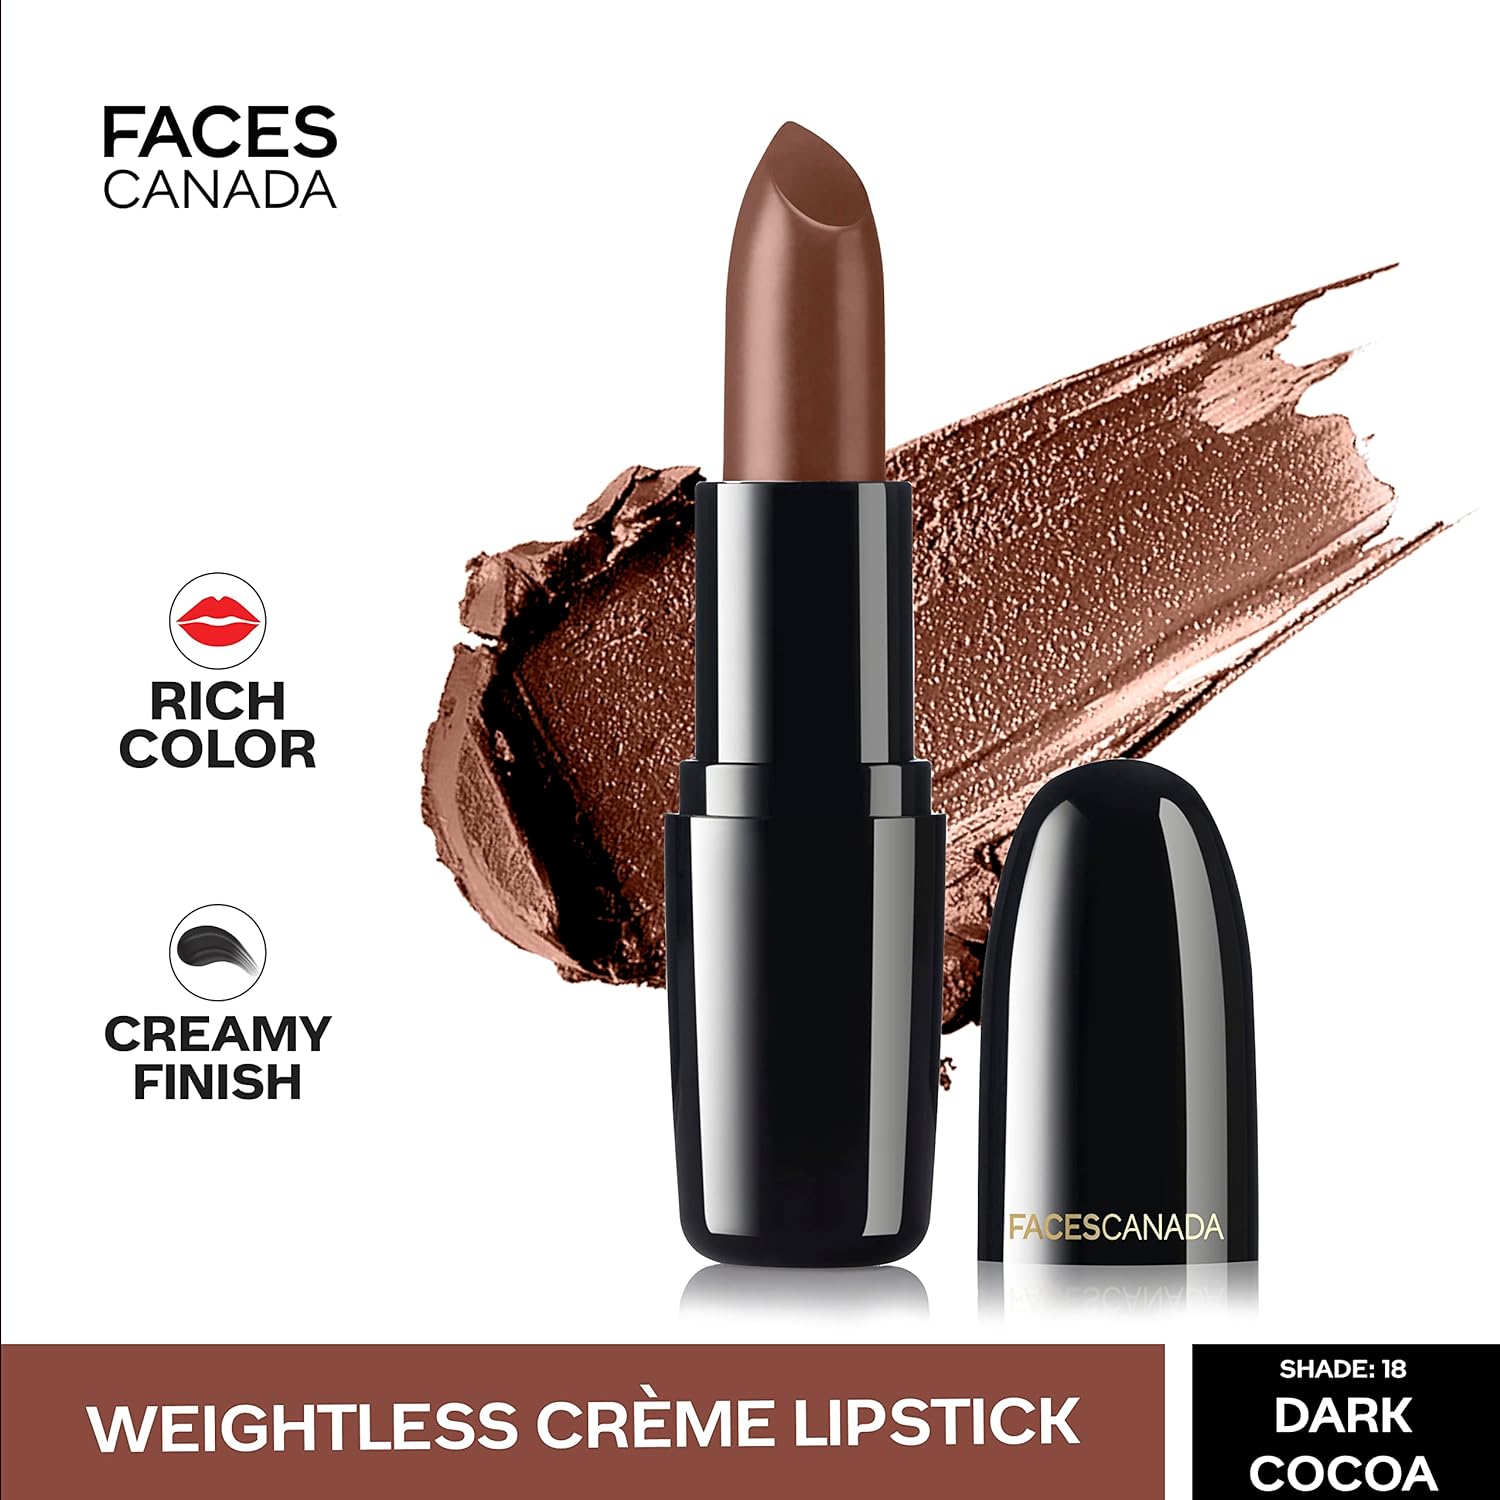 FACES
CANADA
RICH
COLOR
CREAMY
FINISH
FACESCANADA
WEIGHTLESS CRÈME LIPSTICK
SHADE: 18
DARK
COCOA